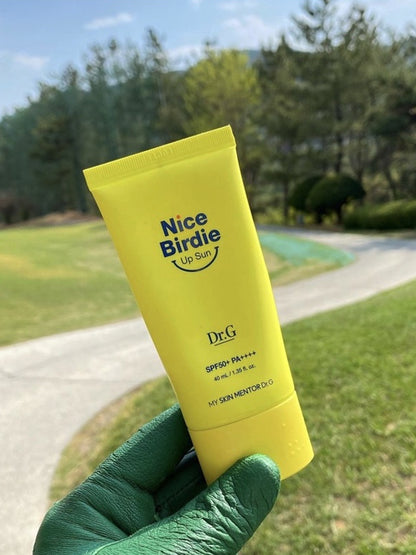 Nice
Birdie
Up Sun
Dr.G
SPF50+ PA++++
40 mL / 1.35 fl. oz.
MY SKIN MENTOR Dr.G